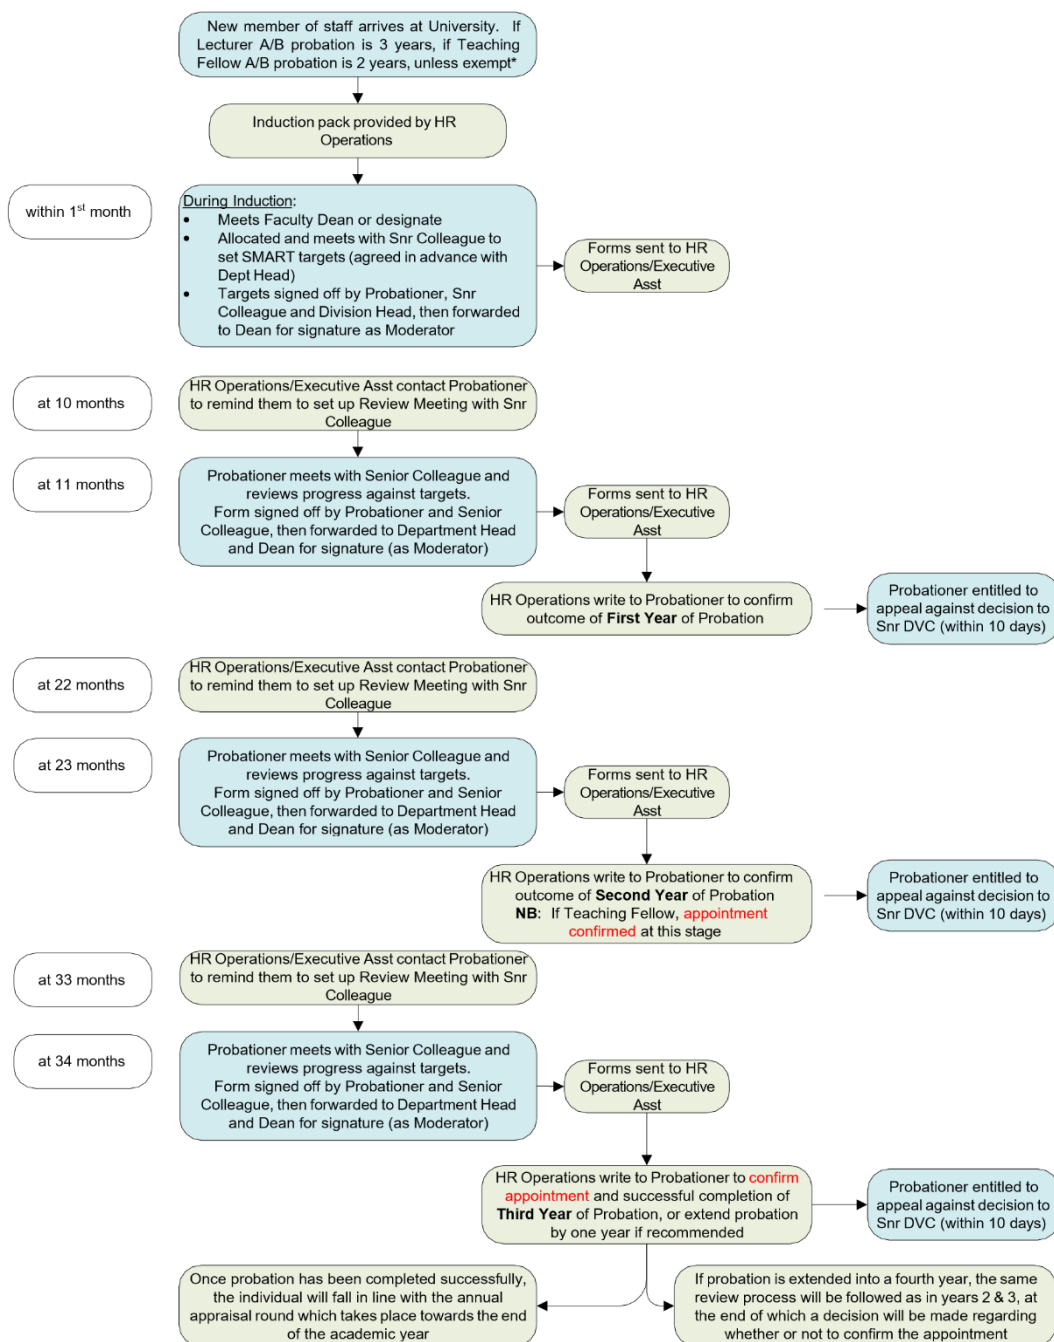 New member of staff arrives at University. If
Lecturer A/B probation is 3 years, if Teaching
Fellow A/B probation is 2 years, unless exempt*
Induction pack provided by HR
Operations
within 1st month
During Induction:
• Meets Faculty Dean or designate
• Allocated and meets with Snr Colleague to
set SMART targets (agreed in advance with
Dept Head)
• Targets signed off by Probationer, Snr
Colleague and Division Head, then forwarded
to Dean for signature as Moderator
Forms sent to HR
Operations/Executive
Asst
at 10 months
HR Operations/Executive Asst contact Probationer
to remind them to set up Review Meeting with Snr
Colleague
at 11 months
Probationer meets with Senior Colleague and
reviews progress against targets.
Form signed off by Probationer and Senior
Colleague, then forwarded to Department Head
and Dean for signature (as Moderator)
Forms sent to HR
Operations/Executive
Asst
HR Operations write to Probationer to confirm
outcome of First Year of Probation
Probationer entitled to
appeal against decision to
Snr DVC (within 10 days)
at 22 months
HR Operations/Executive Asst contact Probationer
to remind them to set up Review Meeting with Snr
Colleague
at 23 months
Probationer meets with Senior Colleague and
reviews progress against targets.
Form signed off by Probationer and Senior
Colleague, then forwarded to Department Head
and Dean for signature (as Moderator)
Forms sent to HR
Operations/Executive
Asst
HR Operations write to Probationer to confirm
outcome of Second Year of Probation
NB: If Teaching Fellow, appointment
confirmed at this stage
Probationer entitled to
appeal against decision to
Snr DVC (within 10 days)
at 33 months
HR Operations/Executive Asst contact Probationer
to remind them to set up Review Meeting with Snr
Colleague
at 34 months
Probationer meets with Senior Colleague and
reviews progress against targets.
Form signed off by Probationer and Senior
Colleague, then forwarded to Department Head
and Dean for signature (as Moderator)
Forms sent to HR
Operations/Executive
Asst
HR Operations write to Probationer to confirm
appointment and successful completion of
Third Year of Probation, or extend probation
by one year if recommended
Probationer entitled to
appeal against decision to
Snr DVC (within 10 days)
Once probation has been completed successfully,
the individual will fall in line with the annual
appraisal round which takes place towards the end
of the academic year
If probation is extended into a fourth year, the same
review process will be followed as in years 2 & 3, at
the end of which a decision will be made regarding
whether or not to confirm the appointment